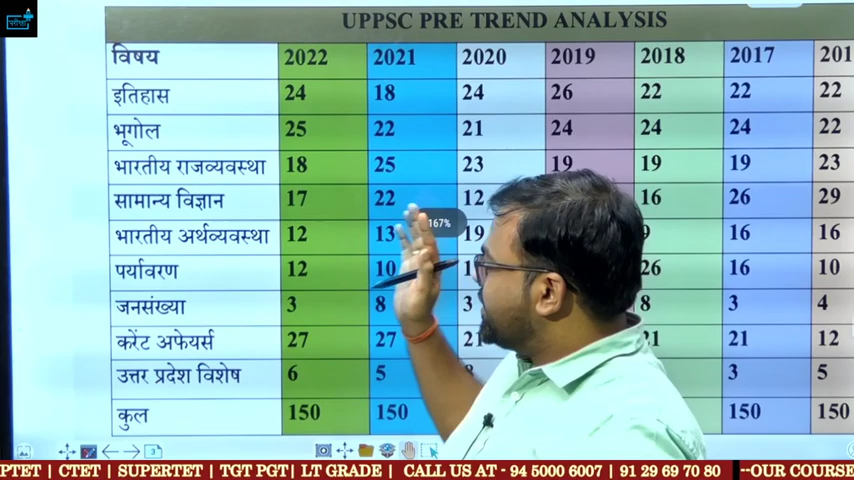 परीक्षा
UPPSC PRE TREND ANALYSIS
विषय 2022 2021 2020 2019 2018 2017 201
इतिहास 24 18 24 26 22 22 22
भूगोल 25 22 21 24 24 24 22
भारतीय राजव्यवस्था 18 25 23 19 19 19 23
सामान्य विज्ञान 17 22 12 16 26 29
167%
भारतीय अर्थव्यवस्था 12 13 19 16 16
पर्यावरण 12 10 26 16 10
जनसंख्या 3 8 3 8 3 4
करेंट अफेयर्स 27 27 21 21 21 12
उत्तर प्रदेश विशेष 6 5 3 5
कुल 150 150 150 150
3
PTET | CTET | SUPERTET | TGT PGT| LT GRADE | CALL US AT - 94 5000 6007 | 91 29 69 70 80 --OUR COURSE